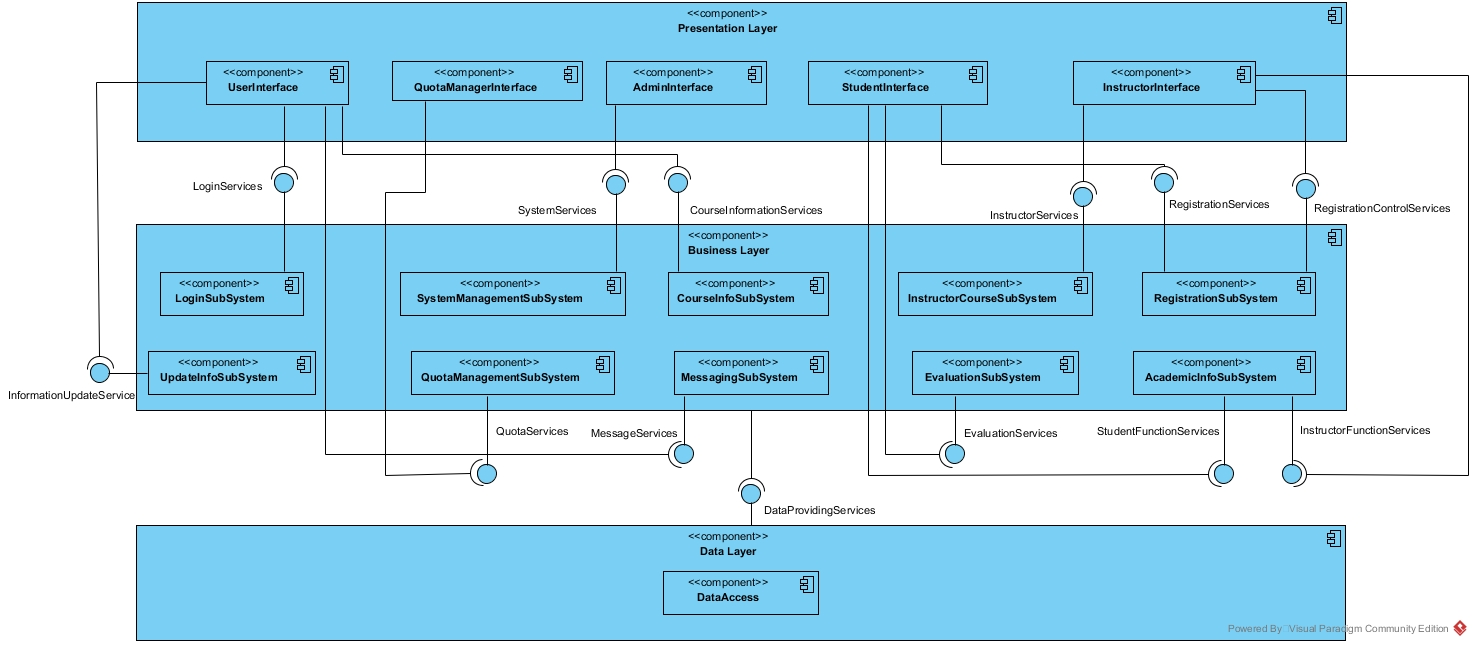 <<component>>
Presentation Layer
<<component>>
UserInterface
<<component>>
QuotaManagerInterface
<<component>>
AdminInterface
<<component>>
StudentInterface
<<component>>
InstructorInterface
LoginServices
SystemServices
CourseInformationServices
InstructorServices
RegistrationServices
RegistrationControlServices
<<component>>
Business Layer
<<component>>
LoginSubSystem
<<component>>
SystemManagementSubSystem
<<component>>
CourseInfoSubSystem
<<component>>
InstructorCourseSubSystem
<<component>>
RegistrationSubSystem
<<component>>
UpdateInfoSubSystem
<<component>>
QuotaManagementSubSystem
<<component>>
MessagingSubSystem
<<component>>
EvaluationSubSystem
<<component>>
AcademicInfoSubSystem
InformationUpdateService
QuotaServices
MessageServices
EvaluationServices
StudentFunctionServices
InstructorFunctionServices
DataProvidingServices
<<component>>
Data Layer
<<component>>
DataAccess
Powered By Visual Paradigm Community Edition